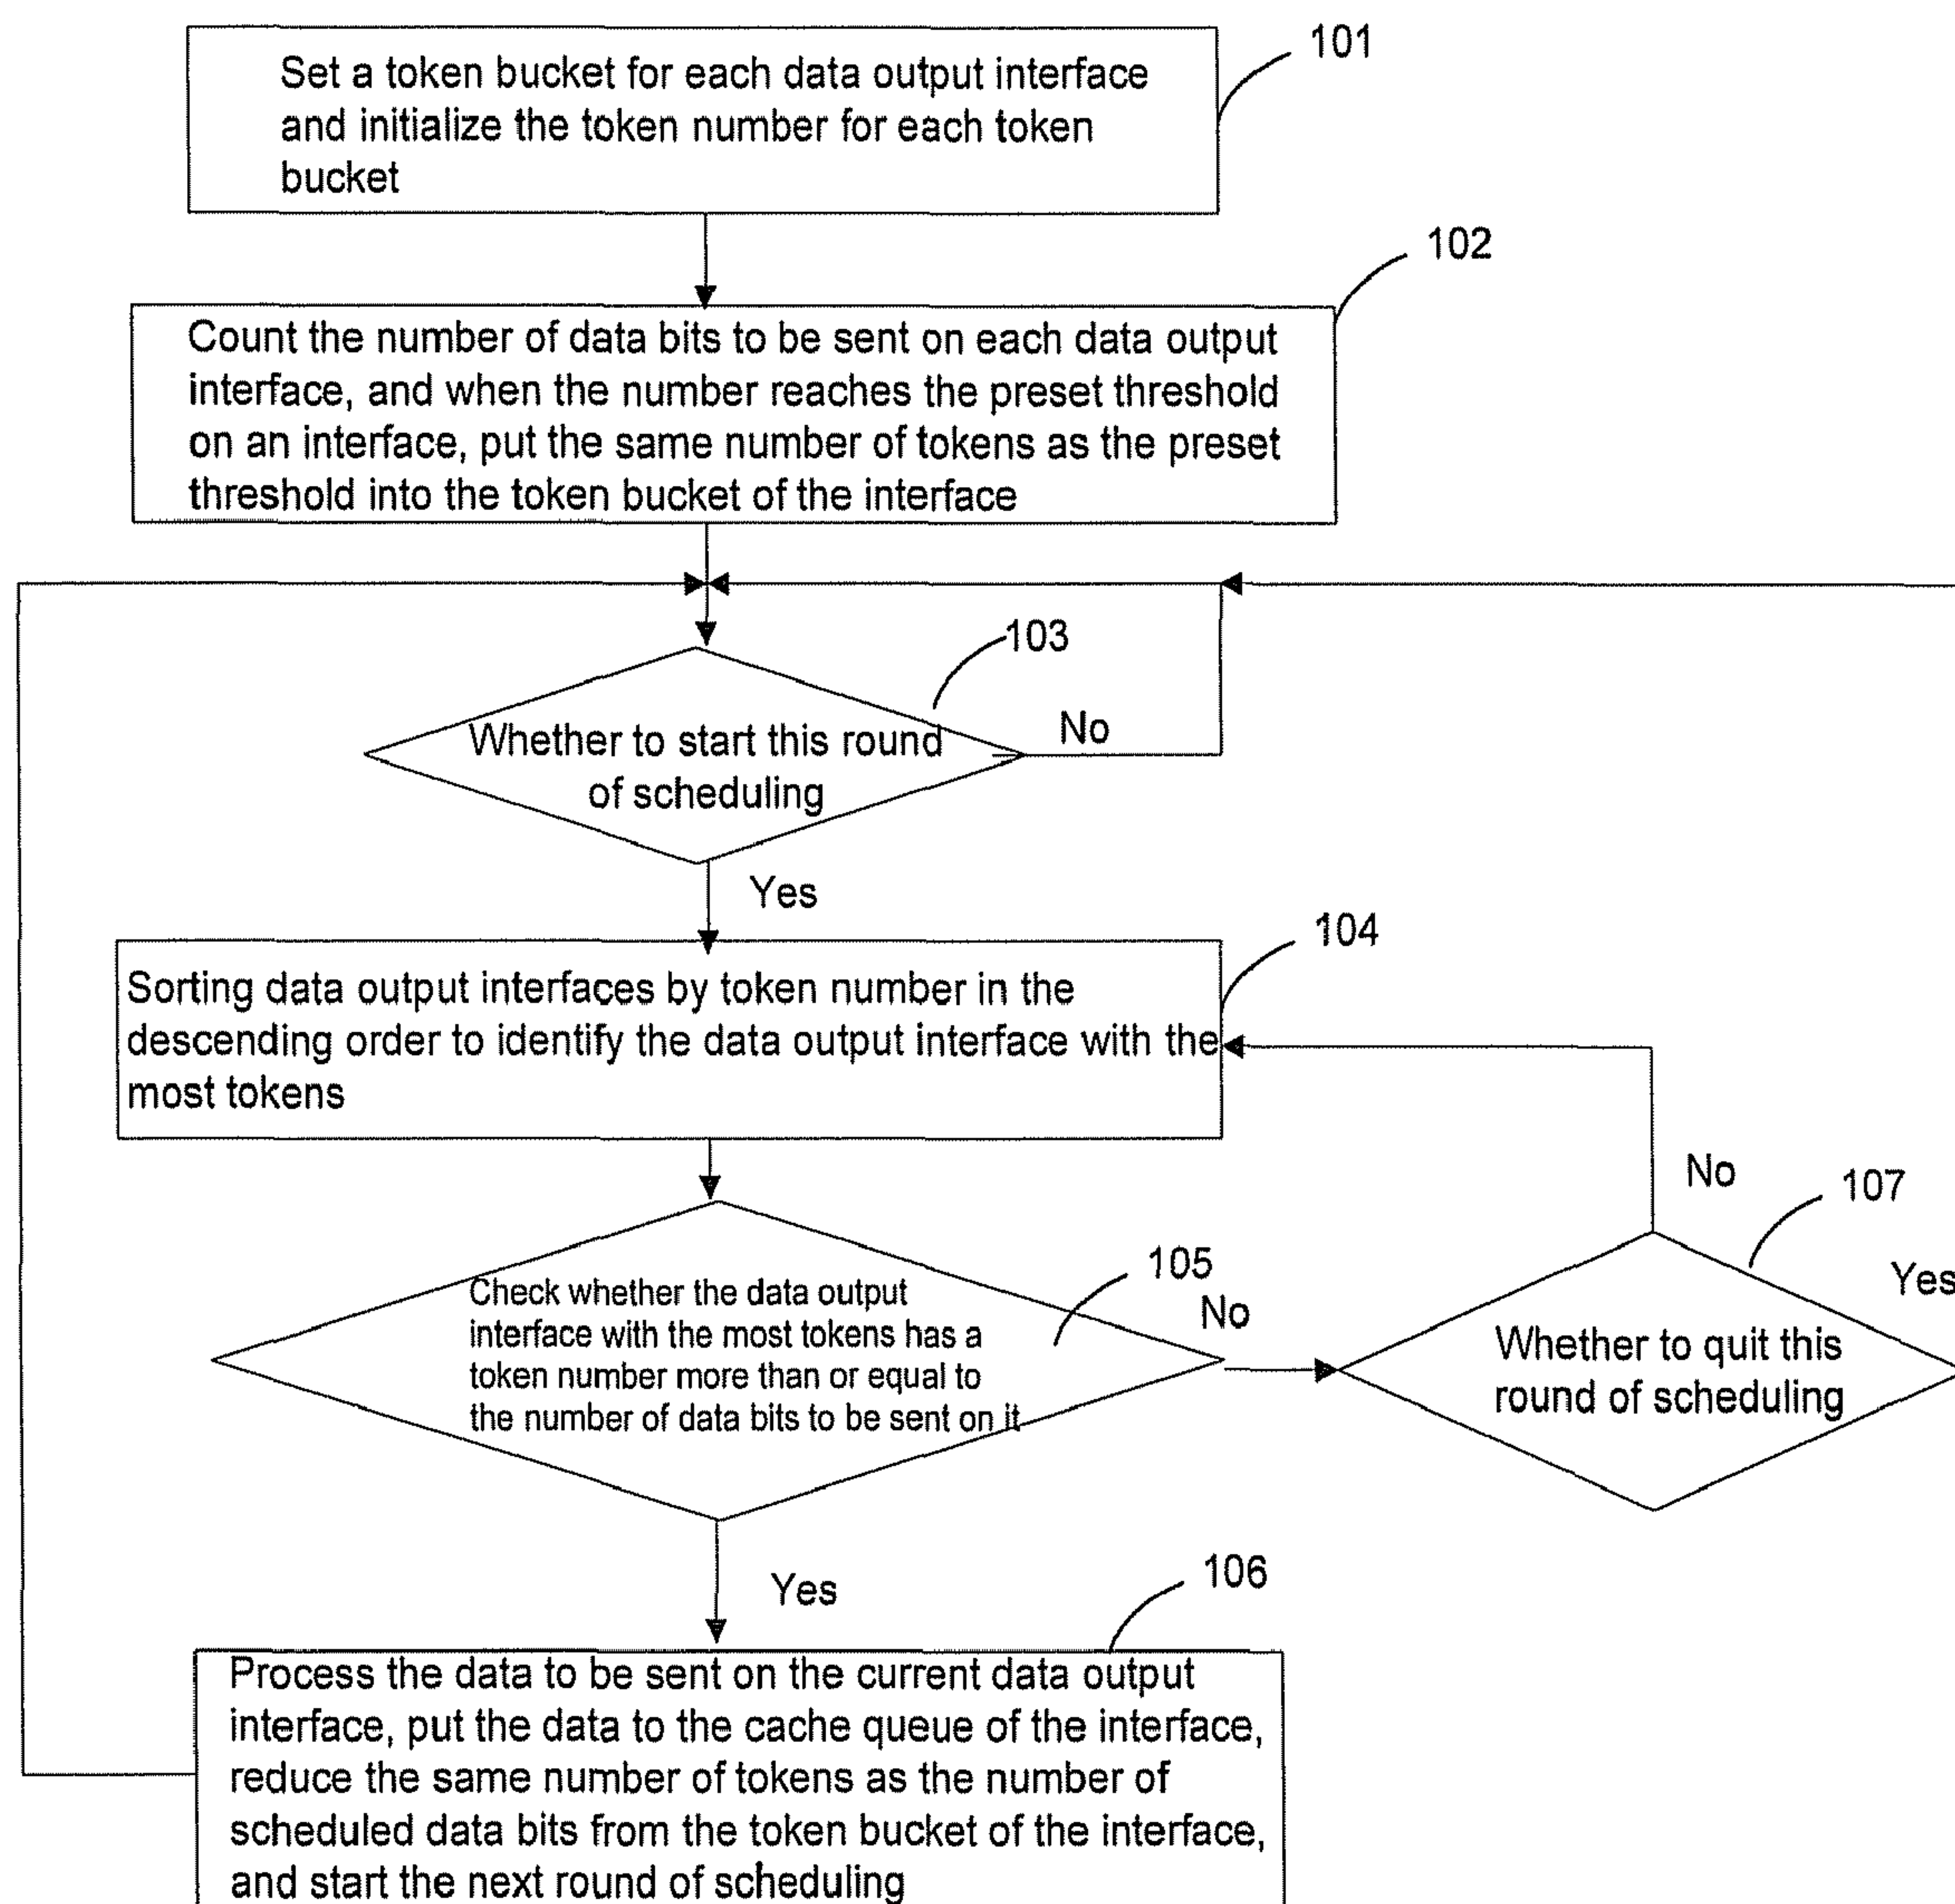 101
Set a token bucket for each data output interface
and initialize the token number for each token
bucket
102
Count the number of data bits to be sent on each data output
interface, and when the number reaches the preset threshold
on an interface, put the same number of tokens as the preset
threshold into the token bucket of the interface
103
Whether to start this round
of scheduling
No
Yes
104
Sorting data output interfaces by token number in the
descending order to identify the data output interface with the
most tokens
No
107
Yes
105
Check whether the data output
interface with the most tokens has a
token number more than or equal to
the number of data bits to be sent on it
No
Whether to quit this
round of scheduling
Yes
106
Process the data to be sent on the current data output
interface, put the data to the cache queue of the interface,
reduce the same number of tokens as the number of
scheduled data bits from the token bucket of the interface,
and start the next round of scheduling